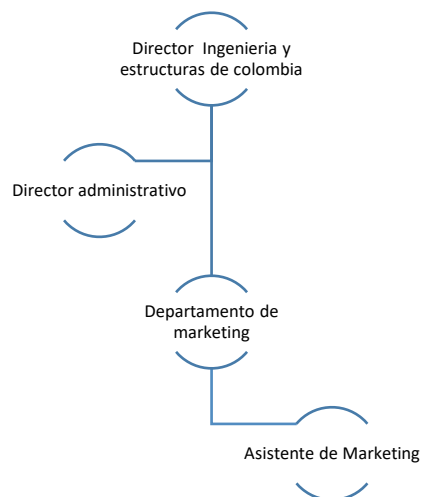 Director Ingenieria y
estructuras de colombia
Director administrativo
Departamento de
marketing
Asistente de Marketing